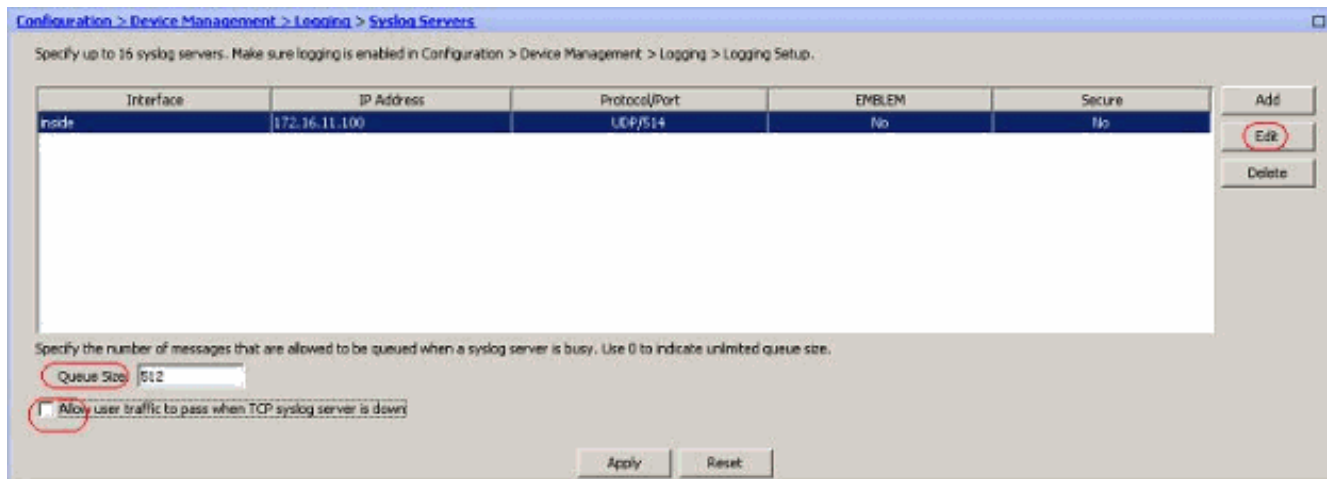 Configuration > Device Management > Logging > Syslog Servers
Specify up to 16 syslog servers. Make sure logging is enabled in Configuration > Device Management > Logging > Logging Setup.
Interface IP Address Protocol/Port EMBLEM Secure
inside 172.16.11.100 UDP/514 No No
Add
Edit
Delete
Specify the number of messages that are allowed to be queued when a syslog server is busy. Use 0 to indicate unlimited queue size.
Queue Size: 512
Allow user traffic to pass when TCP syslog server is down
Apply Reset